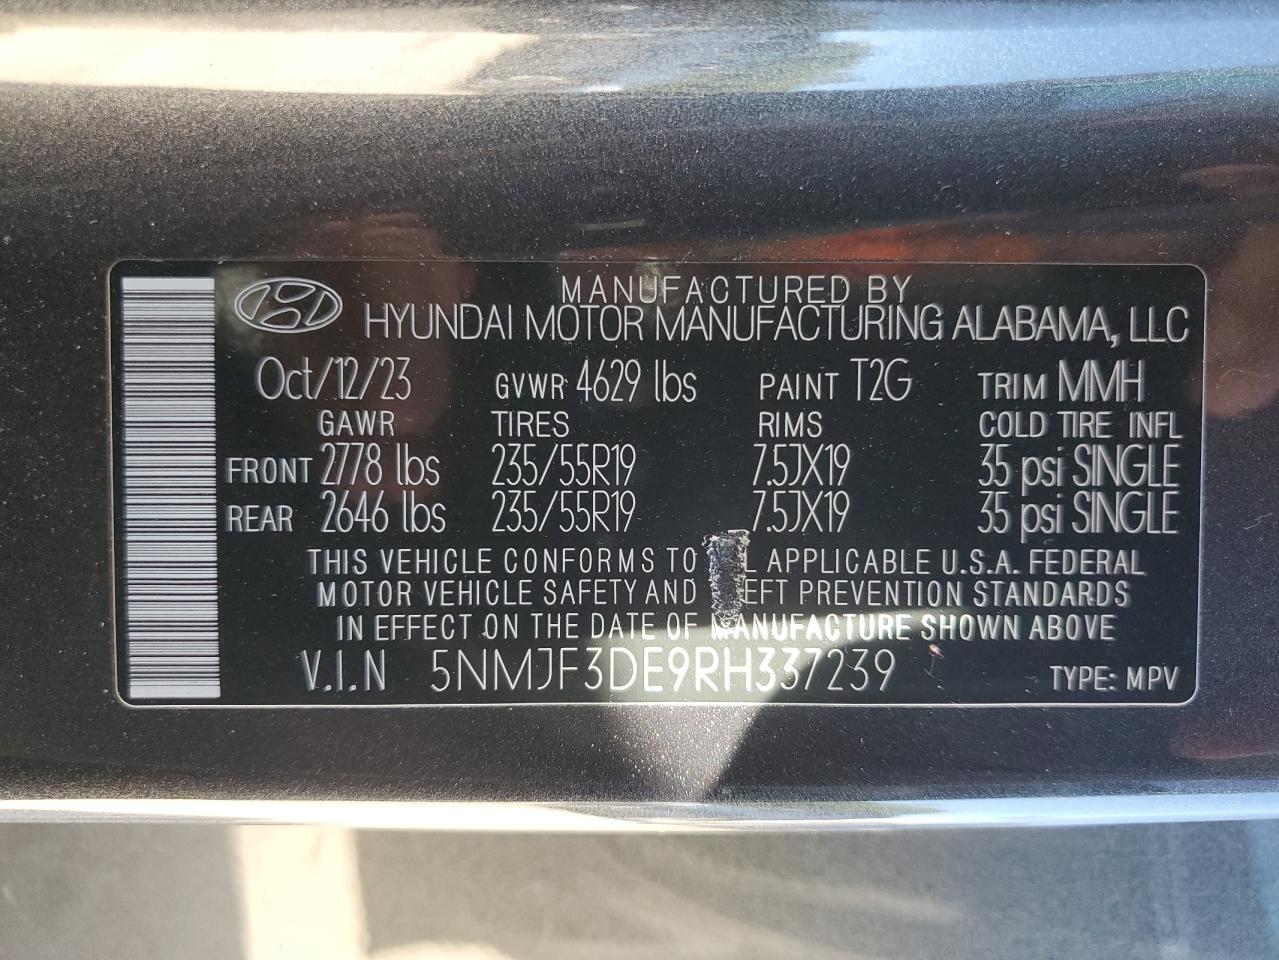 MANUFACTURED BY
HYUNDAI MOTOR MANUFACTURING ALABAMA, LLC
Oct/12/23 GVWR 4629 lbs PAINT T2G TRIM MMH
GAWR TIRES RIMS COLD TIRE INFL
FRONT 2778 lbs 235/55R19 7.5JX19 35 psi SINGLE
REAR 2646 lbs 235/55R19 7.5JX19 35 psi SINGLE
THIS VEHICLE CONFORMS TO L APPLICABLE U.S.A. FEDERAL
MOTOR VEHICLE SAFETY AND EFT PREVENTION STANDARDS
IN EFFECT ON THE DATE OF MANUFACTURE SHOWN ABOVE
V.I.N 5NMJF3DE9RH337239 TYPE: MPV